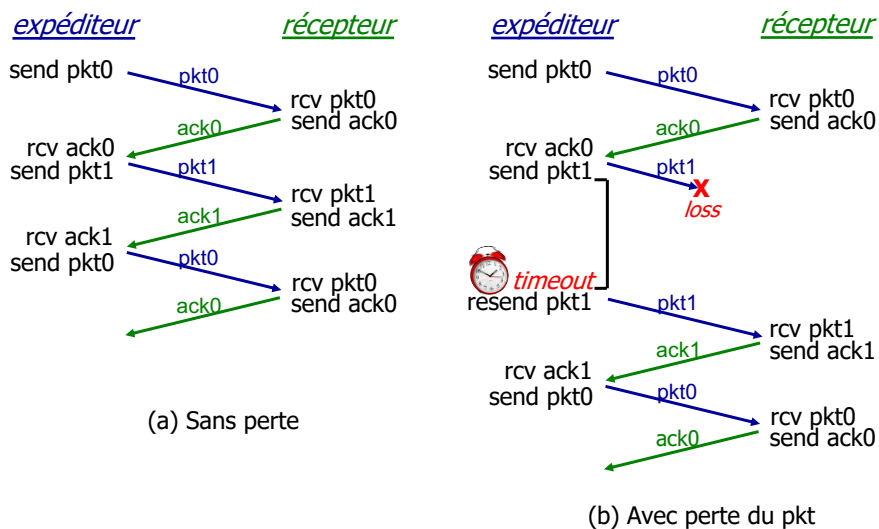 expéditeur
récepteur
send pkt0
pkt0
rcv pkt0
send ack0
ack0
rcv ack0
send pkt1
pkt1
rcv pkt1
send ack1
ack1
rcv ack1
send pkt0
pkt0
rcv pkt0
send ack0
ack0
(a) Sans perte
expéditeur
récepteur
send pkt0
pkt0
rcv pkt0
send ack0
ack0
rcv ack0
send pkt1
pkt1
X
loss
timeout
resend pkt1
pkt1
rcv pkt1
send ack1
ack1
rcv ack1
send pkt0
pkt0
rcv pkt0
send ack0
ack0
(b) Avec perte du pkt